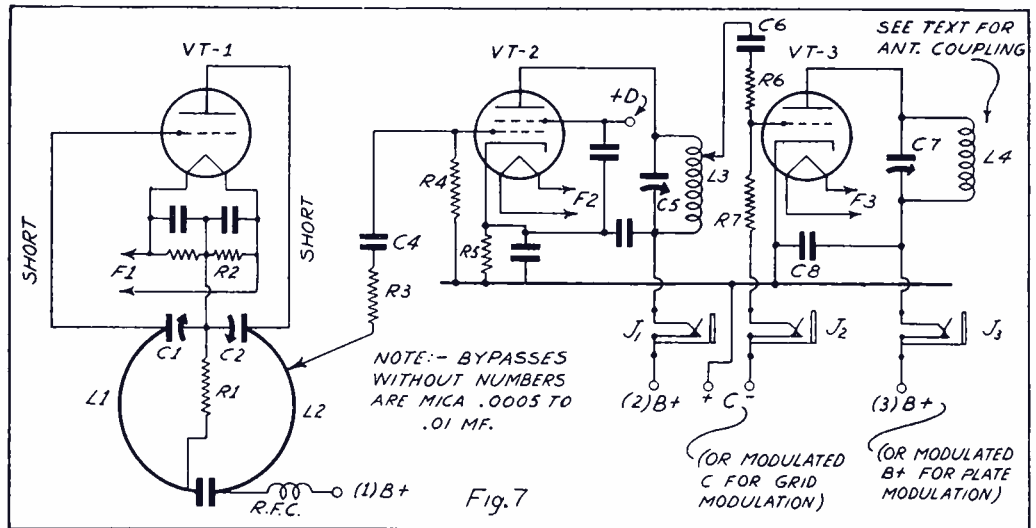 VT-1
VT-2
VT-3
C6
R6
+D
SEE TEXT FOR
ANT. COUPLING
C7
L4
L3
C5
R4
F2
R7
F3
SHORT
SHORT
C4
R5
C8
F1
R2
R3
C1
C2
R1
L1
L2
NOTE:- BYPASSES
WITHOUT NUMBERS
ARE MICA .0005 TO
.01 MF.
J1
J2
J3
(2)B+
+ C -
(3)B+
(OR MODULATED
C FOR GRID
MODULATION)
(OR MODULATED
B+ FOR PLATE
MODULATION)
R.F.C.
(1)B+
Fig.7